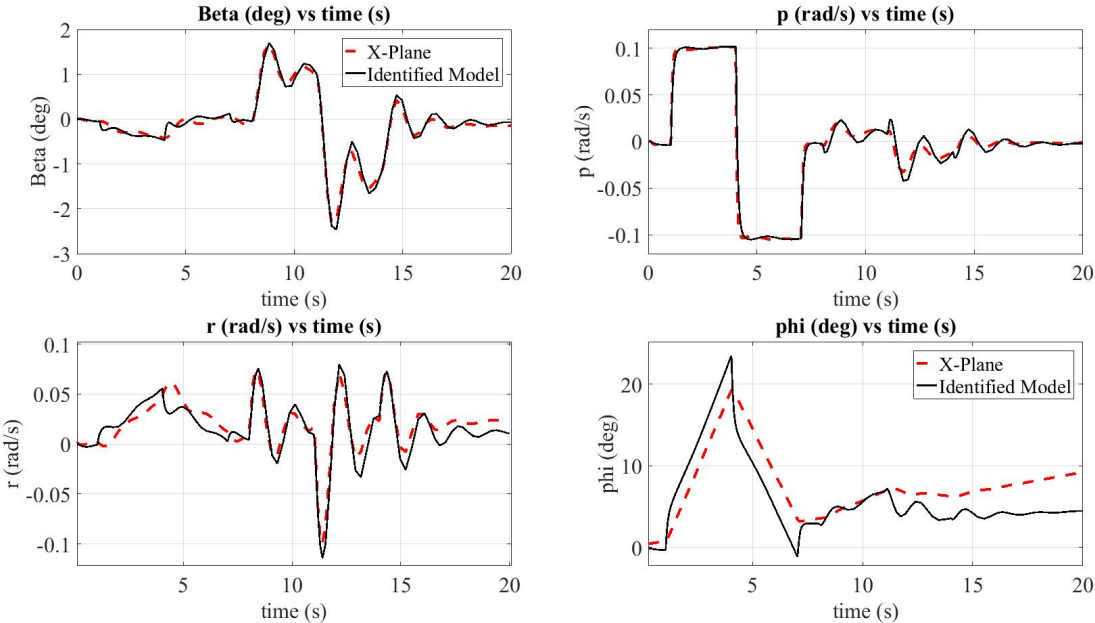 Beta (deg) vs time (s)
2
1
0
-1
-2
-3
Beta (deg)
X-Plane
Identified Model
0 5 10 15 20
time (s)
p (rad/s) vs time (s)
0.1
0.05
0
-0.05
-0.1
p (rad/s)
0 5 10 15 20
time (s)
r (rad/s) vs time (s)
0.1
0.05
0
-0.05
-0.1
r (rad/s)
5 10 15 20
time (s)
phi (deg) vs time (s)
20
10
0
phi (deg)
X-Plane
Identified Model
5 10 15 20
time (s)